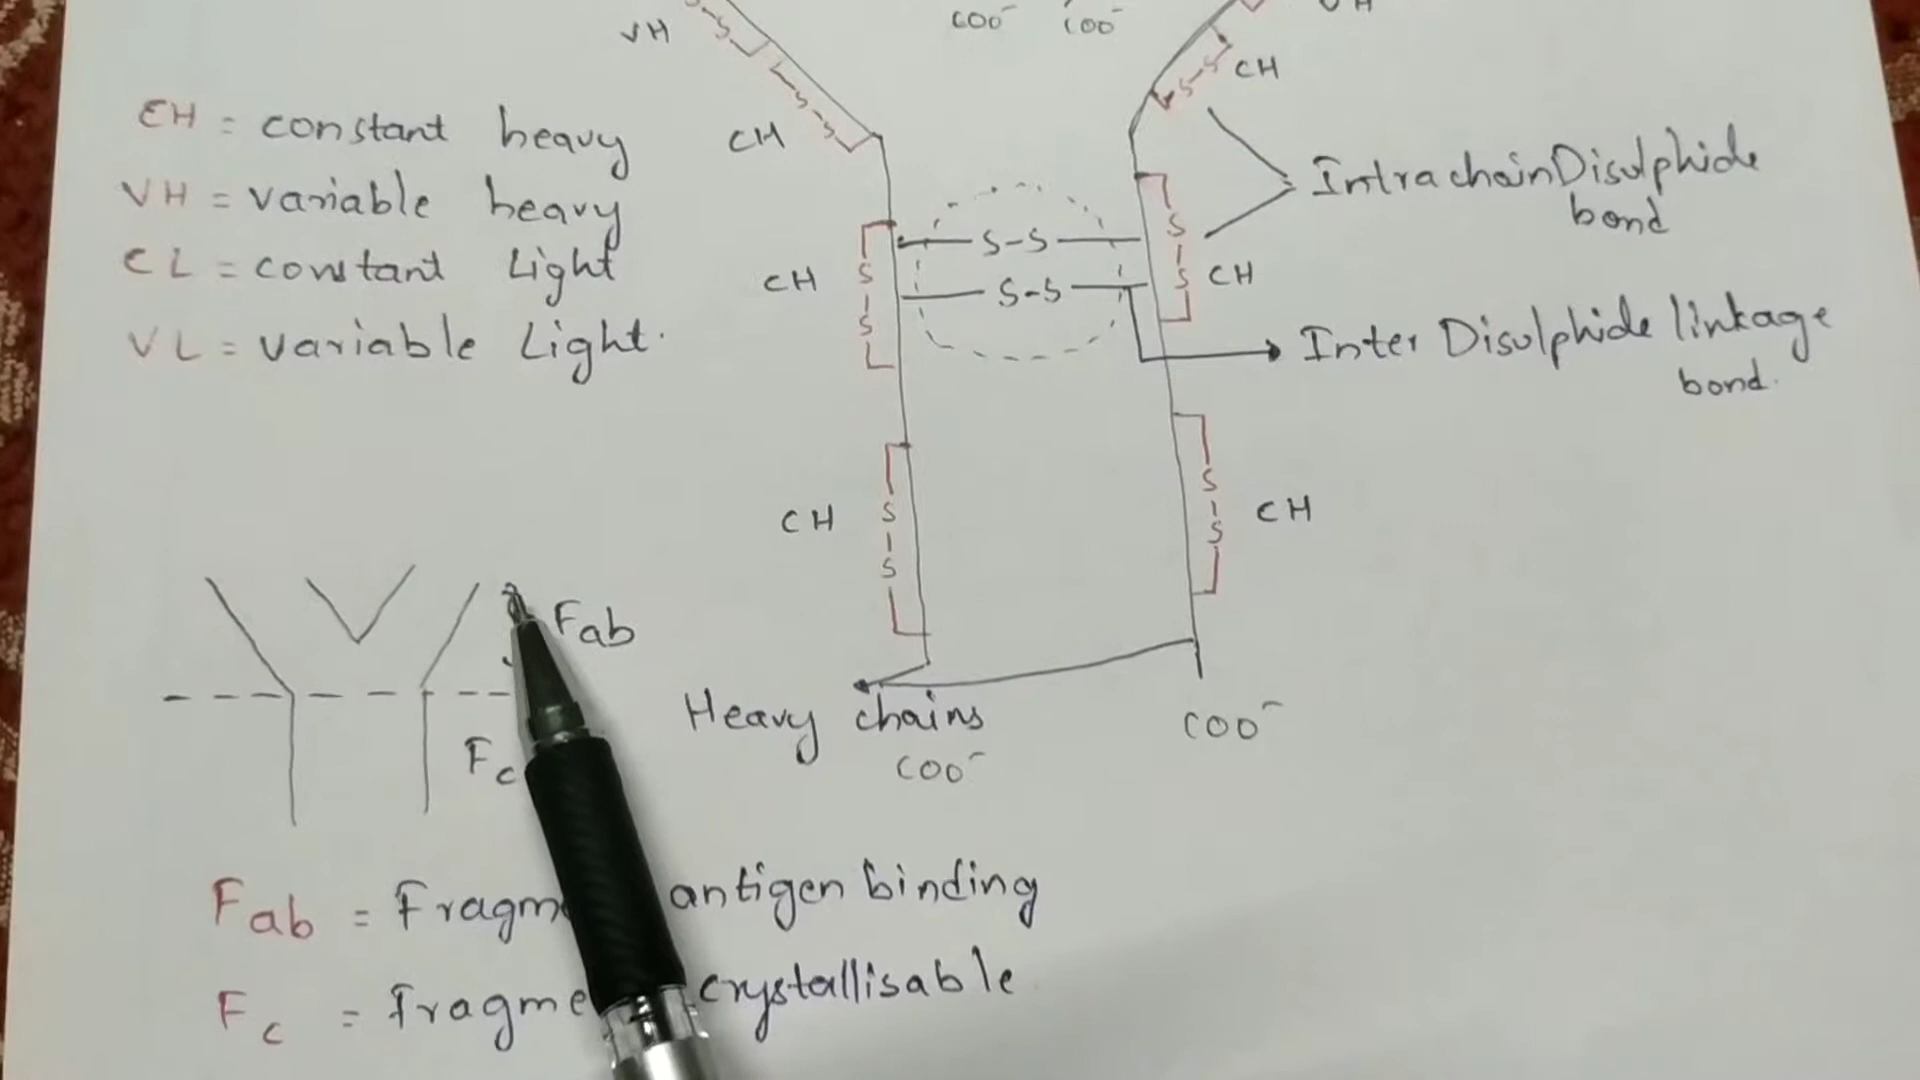 VH
COO⁻ COO⁻
VH
CH = constant heavy
VH = variable heavy
CL = constant Light
VL = variable Light.
S-S
S-S
CH
S-S
CH
Intrachain Disulphide
bond
CH
S-S
S-S
S-S
S-S
CH
Inter Disulphide linkage
bond.
CH
S-S
S-S
CH
Fab
Fc
Heavy chains
COO⁻
COO⁻
Fab = antigen binding
Fc = crystallisable